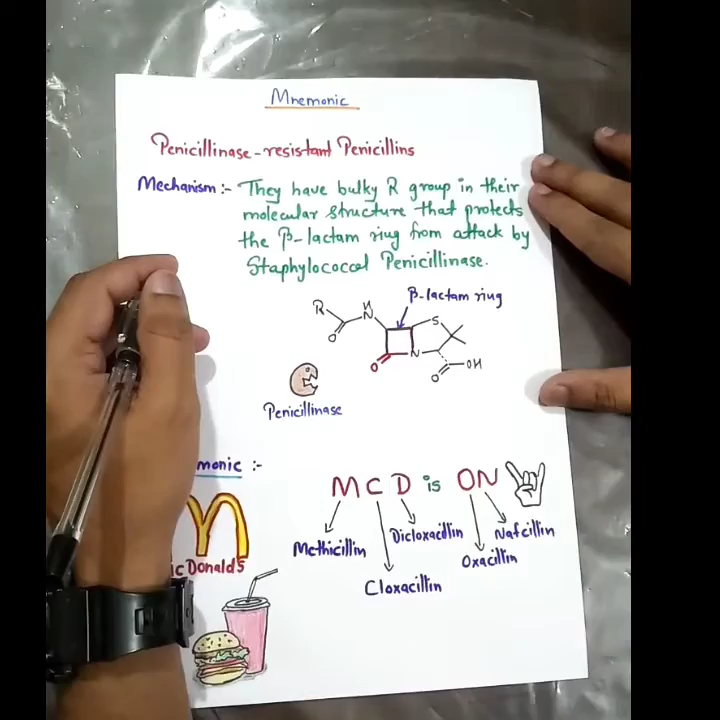 Mnemonic
Penicillinase-resistant Penicillins
Mechanism :- They have bulky R group in their
molecular structure that protects
the β-lactam ring from attack by
Staphylococcal Penicillinase.
β-lactam ring
R
H
N
S
O
O
N
O
OH
Penicillinase
monic :-
MCD is ON
Methicillin
Dicloxacillin
Nafcillin
Oxacillin
Cloxacillin
cDonald's